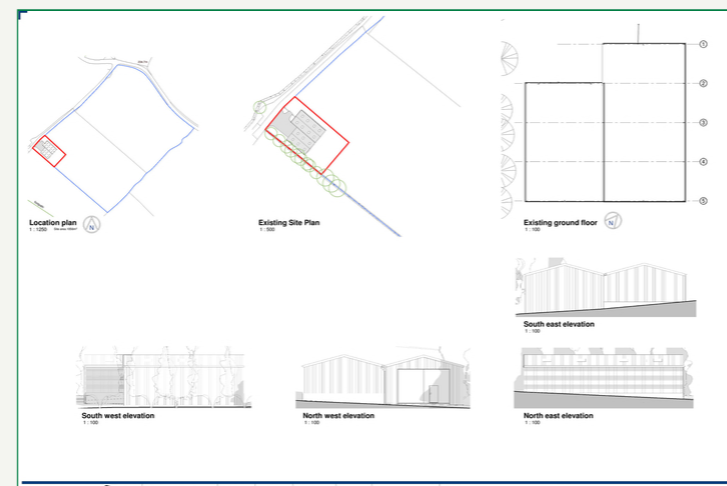 Location plan
1 : 1250
N
Existing Site Plan
1 : 500
1
2
3
4
5
Existing ground floor
1 : 100
N
South east elevation
1 : 100
South west elevation
1 : 100
North west elevation
1 : 100
North east elevation
1 : 100